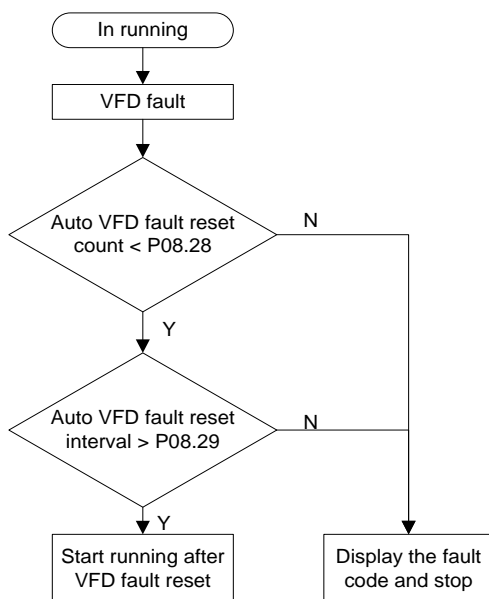 In running
VFD fault
Auto VFD fault reset
count < P08.28
N
Y
Auto VFD fault reset
interval > P08.29
N
Y
Start running after
VFD fault reset
Display the fault
code and stop